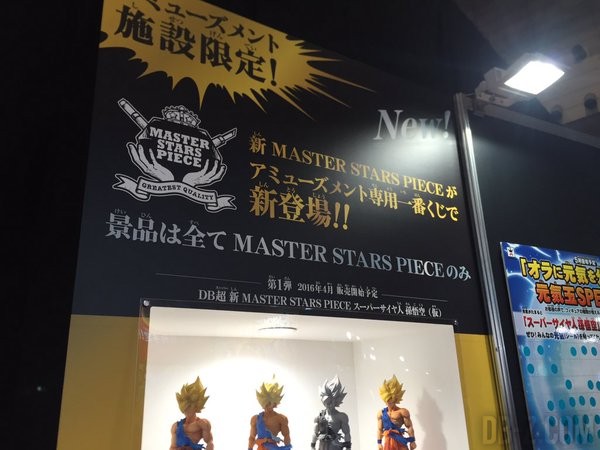 アミューズメント
施設限定!
New!
MASTER
STARS
PIECE
GREATEST QUALITY
新 MASTER STARS PIECEが
アミューズメント専用一番くじで
新登場!!
景品は全て MASTER STARS PIECEのみ
第1弾 2016年4月 販売開始予定
DB超 新 MASTER STARS PIECE スーパーサイヤ人 孫悟空(仮)
「オラに元気を
元気玉SPE
「スーパーサイヤ人孫悟空